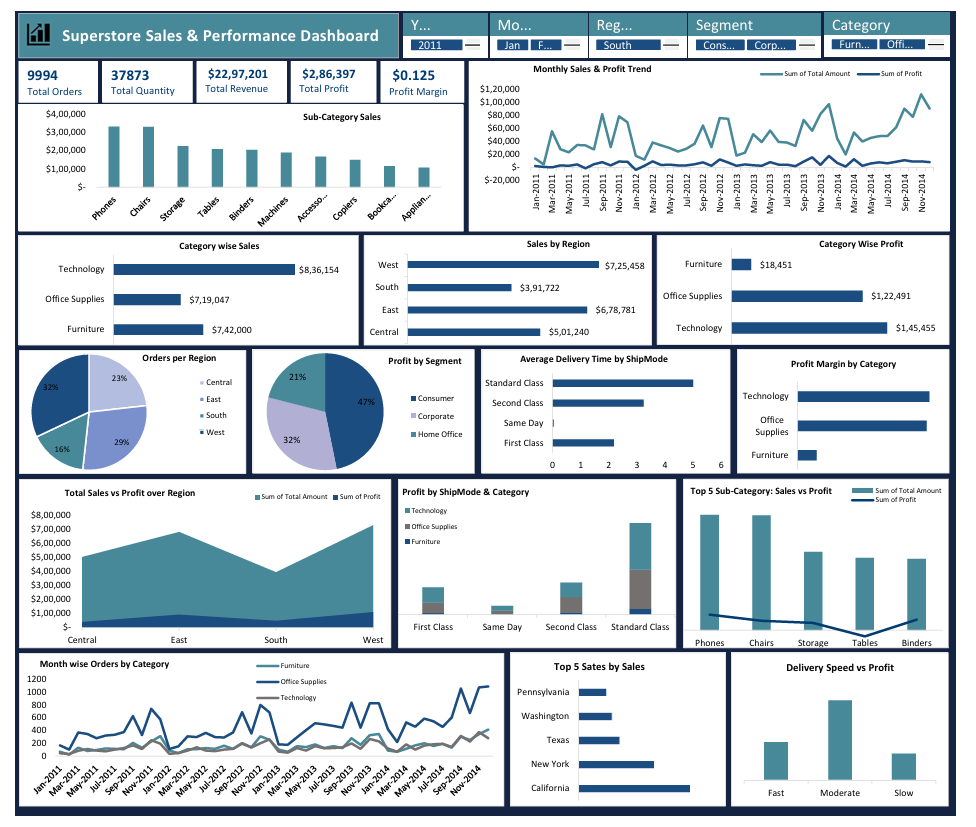 Superstore Sales & Performance Dashboard
Y...
2011
Mo...
Jan
F...
Reg...
South
Segment
Cons...
Corp...
Category
Furn...
Offi...
9994
Total Orders
37873
Total Quantity
$22,97,201
Total Revenue
$2,86,397
Total Profit
$0.125
Profit Margin
Sub-Category Sales
$4,00,000
$3,00,000
$2,00,000
$1,00,000
$-
Phones
Chairs
Storage
Tables
Binders
Machines
Accesso...
Copiers
Bookca...
Applian...
Monthly Sales & Profit Trend
Sum of Total Amount
Sum of Profit
$1,20,000
$1,00,000
$80,000
$60,000
$40,000
$20,000
$-
$-20,000
Jan-2011
Mar-2011
May-2011
Jul-2011
Sep-2011
Nov-2011
Jan-2012
Mar-2012
May-2012
Jul-2012
Sep-2012
Nov-2012
Jan-2013
Mar-2013
May-2013
Jul-2013
Sep-2013
Nov-2013
Jan-2014
Mar-2014
May-2014
Jul-2014
Sep-2014
Nov-2014
Category wise Sales
Technology
$8,36,154
Office Supplies
$7,19,047
Furniture
$7,42,000
Sales by Region
West
$7,25,458
South
$3,91,722
East
$6,78,781
Central
$5,01,240
Category Wise Profit
Furniture
$18,451
Office Supplies
$1,22,491
Technology
$1,45,455
Orders per Region
32%
23%
16%
29%
Central
East
South
West
Profit by Segment
21%
47%
32%
Consumer
Corporate
Home Office
Average Delivery Time by ShipMode
Standard Class
Second Class
Same Day
First Class
0 1 2 3 4 5 6
Profit Margin by Category
Technology
Office
Supplies
Furniture
Total Sales vs Profit over Region
Sum of Total Amount
Sum of Profit
$8,00,000
$7,00,000
$6,00,000
$5,00,000
$4,00,000
$3,00,000
$2,00,000
$1,00,000
$-
Central East South West
Profit by ShipMode & Category
Technology
Office Supplies
Furniture
First Class Same Day Second Class Standard Class
Top 5 Sub-Category: Sales vs Profit
Sum of Total Amount
Sum of Profit
Phones Chairs Storage Tables Binders
Month wise Orders by Category
Furniture
Office Supplies
Technology
1200
1000
800
600
400
200
0
Jan-2011
Mar-2011
May-2011
Jul-2011
Sep-2011
Nov-2011
Jan-2012
Mar-2012
May-2012
Jul-2012
Sep-2012
Nov-2012
Jan-2013
Mar-2013
May-2013
Jul-2013
Sep-2013
Nov-2013
Jan-2014
Mar-2014
May-2014
Jul-2014
Sep-2014
Nov-2014
Top 5 Sates by Sales
Pennsylvania
Washington
Texas
New York
California
Delivery Speed vs Profit
Fast Moderate Slow